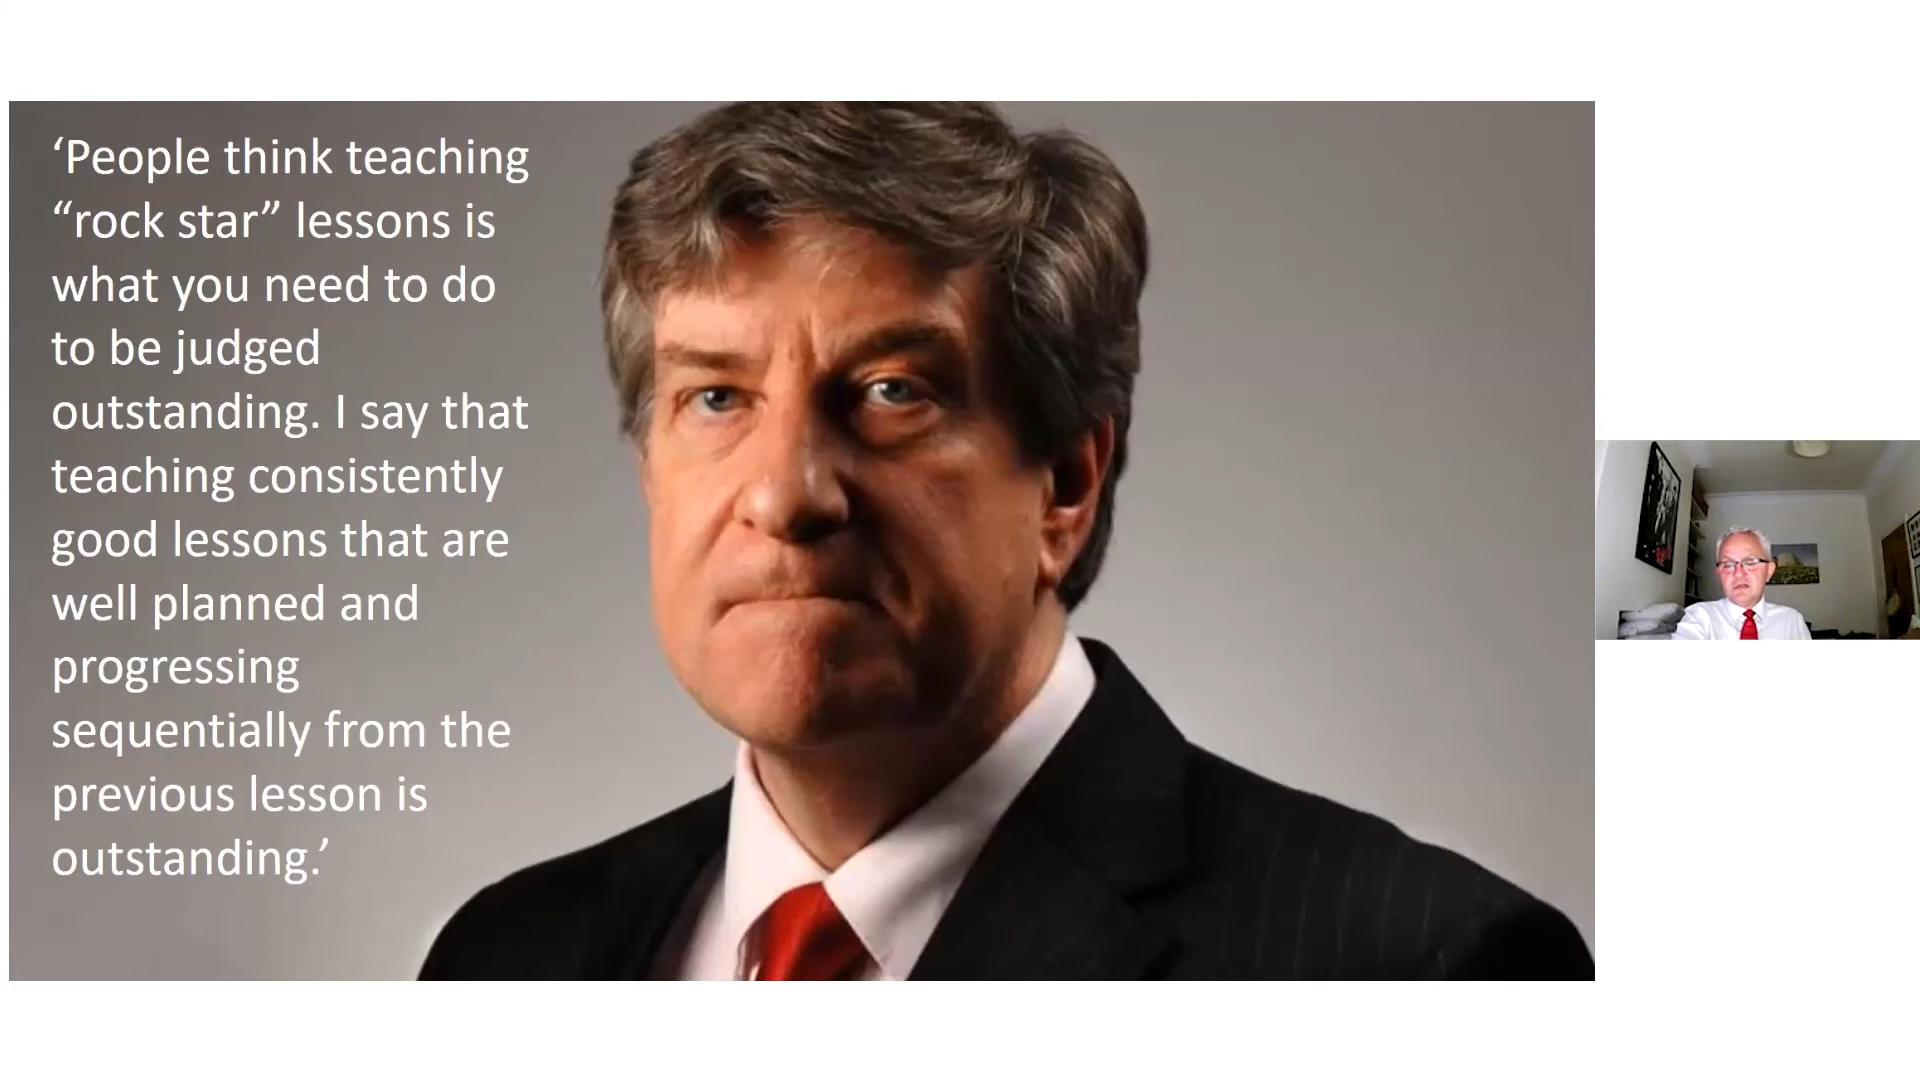 ‘People think teaching
“rock star” lessons is
what you need to do
to be judged
outstanding. I say that
teaching consistently
good lessons that are
well planned and
progressing
sequentially from the
previous lesson is
outstanding.’